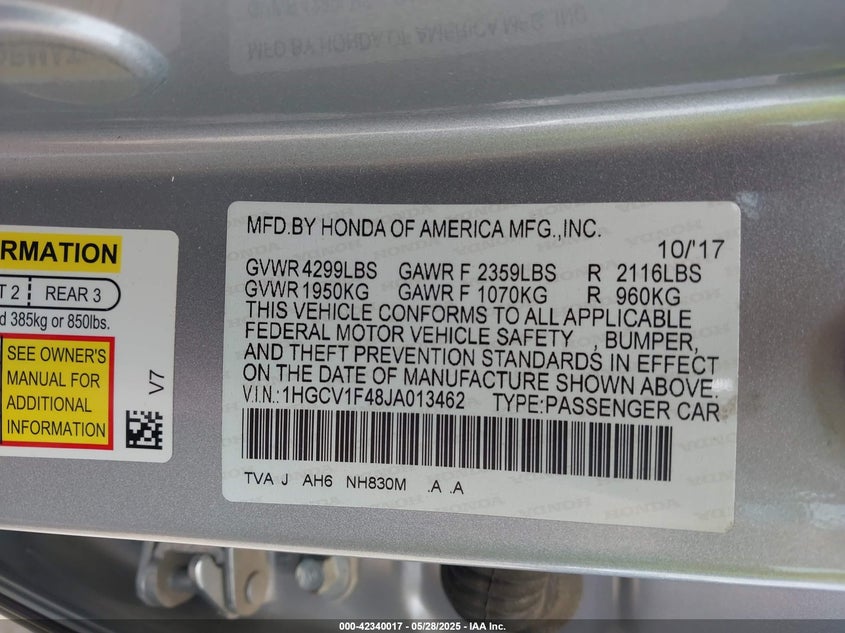 MFD.BY HONDA OF AMERICA MFG.,INC.
10/'17
GVWR 4299LBS GAWR F 2359LBS R 2116LBS
GVWR 1950KG GAWR F 1070KG R 960KG
THIS VEHICLE CONFORMS TO ALL APPLICABLE
FEDERAL MOTOR VEHICLE SAFETY , BUMPER,
AND THEFT PREVENTION STANDARDS IN EFFECT
ON THE DATE OF MANUFACTURE SHOWN ABOVE.
V.I.N.:1HGCV1F48JA013462 TYPE:PASSENGER CAR
TVA J AH6 NH830M .A .A
RMATION
T 2 REAR 3
d 385kg or 850lbs.
SEE OWNER'S
MANUAL FOR
ADDITIONAL
INFORMATION
V7
000-42340017 — 05/28/2025 — IAA Inc.